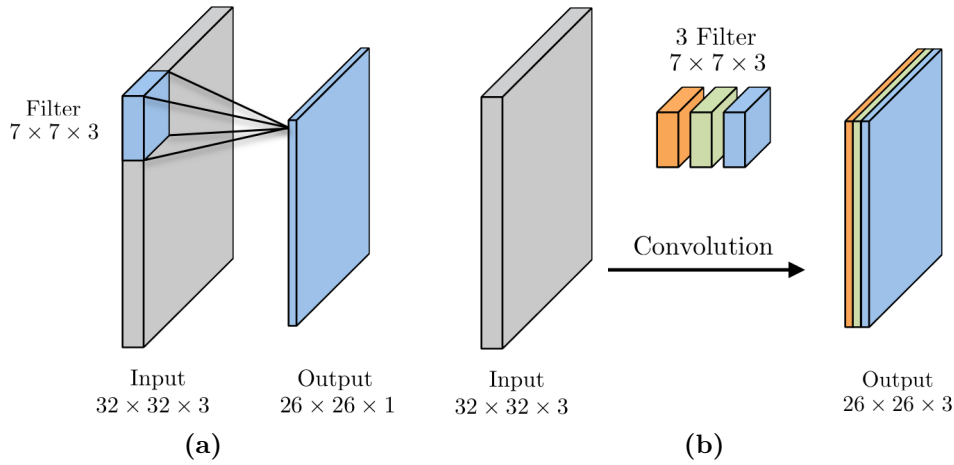 Filter
7 × 7 × 3
Input
32 × 32 × 3
Output
26 × 26 × 1
(a)
3 Filter
7 × 7 × 3
Convolution
Input
32 × 32 × 3
Output
26 × 26 × 3
(b)